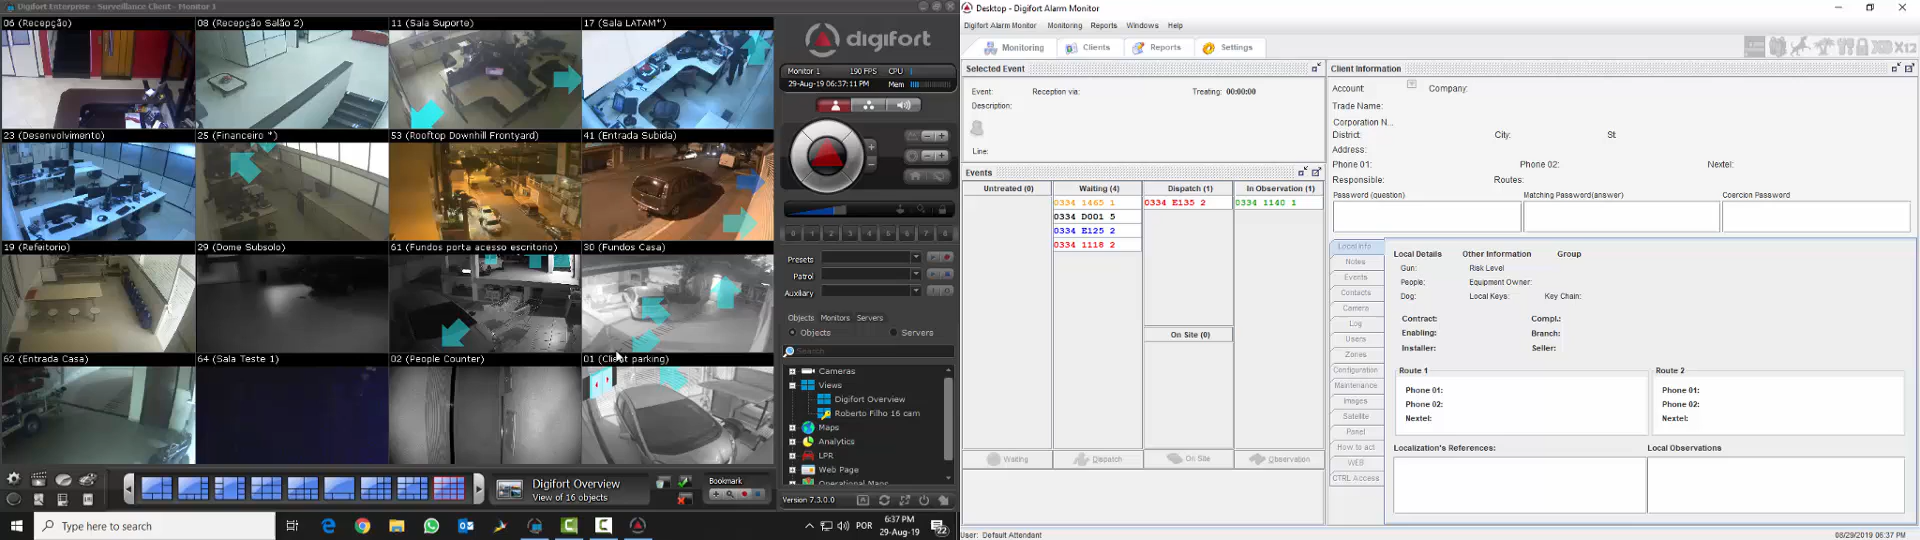 Digifort Enterprise - Surveillance Client - Monitor 1
06 (Recepção)
08 (Recepção Salão 2)
11 (Sala Suporte)
17 (Sala LATAM*)
23 (Desenvolvimento)
25 (Financeiro *)
53 (Rooftop Downhill Frontyard)
41 (Entrada Subida)
19 (Refeitorio)
29 (Dome Subsolo)
61 (Fundos porta acesso escritorio)
30 (Fundos Casa)
62 (Entrada Casa)
64 (Sala Teste 1)
02 (People Counter)
01 (Client parking)
digifort
Monitor 1 190 FPS CPU
29-Aug-19 06:37:11 PM Mem
0 1 2 3 4 5 6 7 8
Presets
Patrol
Auxiliary
Objects Monitors Servers
Objects Servers
Search
Cameras
Views
Digifort Overview
Roberto Filho 16 cam
Maps
Analytics
LPR
Web Page
Operational Maps
Digifort Overview
View of 16 objects
Bookmark
Version 7.3.0.0
Type here to search
POR
6:37 PM
29-Aug-19
22
Desktop - Digifort Alarm Monitor
Digifort Alarm Monitor Monitoring Reports Windows Help
Monitoring Clients Reports Settings
X12
Selected Event
Event: Reception via: Treating: 00:00:00
Description:
Line:
Events
Untreated (0) Waiting (4) Dispatch (1) In Observation (1)
0334 1465 1
0334 D001 5
0334 E125 2
0334 1118 2
0334 E135 2
0334 1140 1
On Site (0)
Waiting Dispatch On Site Observation
Client Information
Account: Company:
Trade Name:
Corporation N...
District: City: St:
Address:
Phone 01: Phone 02: Nextel:
Responsible: Routes:
Password (question) Matching Password(answer) Coercion Password
Local Info
Notes
Events
Contacts
Camera
Log
Users
Zones
Configuration
Maintenance
Images
Satellite
Panel
How to act
WEB
CTRL Access
Local Details Other Information Group
Gun: Risk Level
People: Equipment Owner:
Dog: Local Keys: Key Chain:
Contract: Compl.:
Enabling: Branch:
Installer: Seller:
Route 1 Route 2
Phone 01: Phone 01:
Phone 02: Phone 02:
Nextel: Nextel:
Localization's References: Local Observations
User: Default Attendant
08/29/2019 06:37 PM